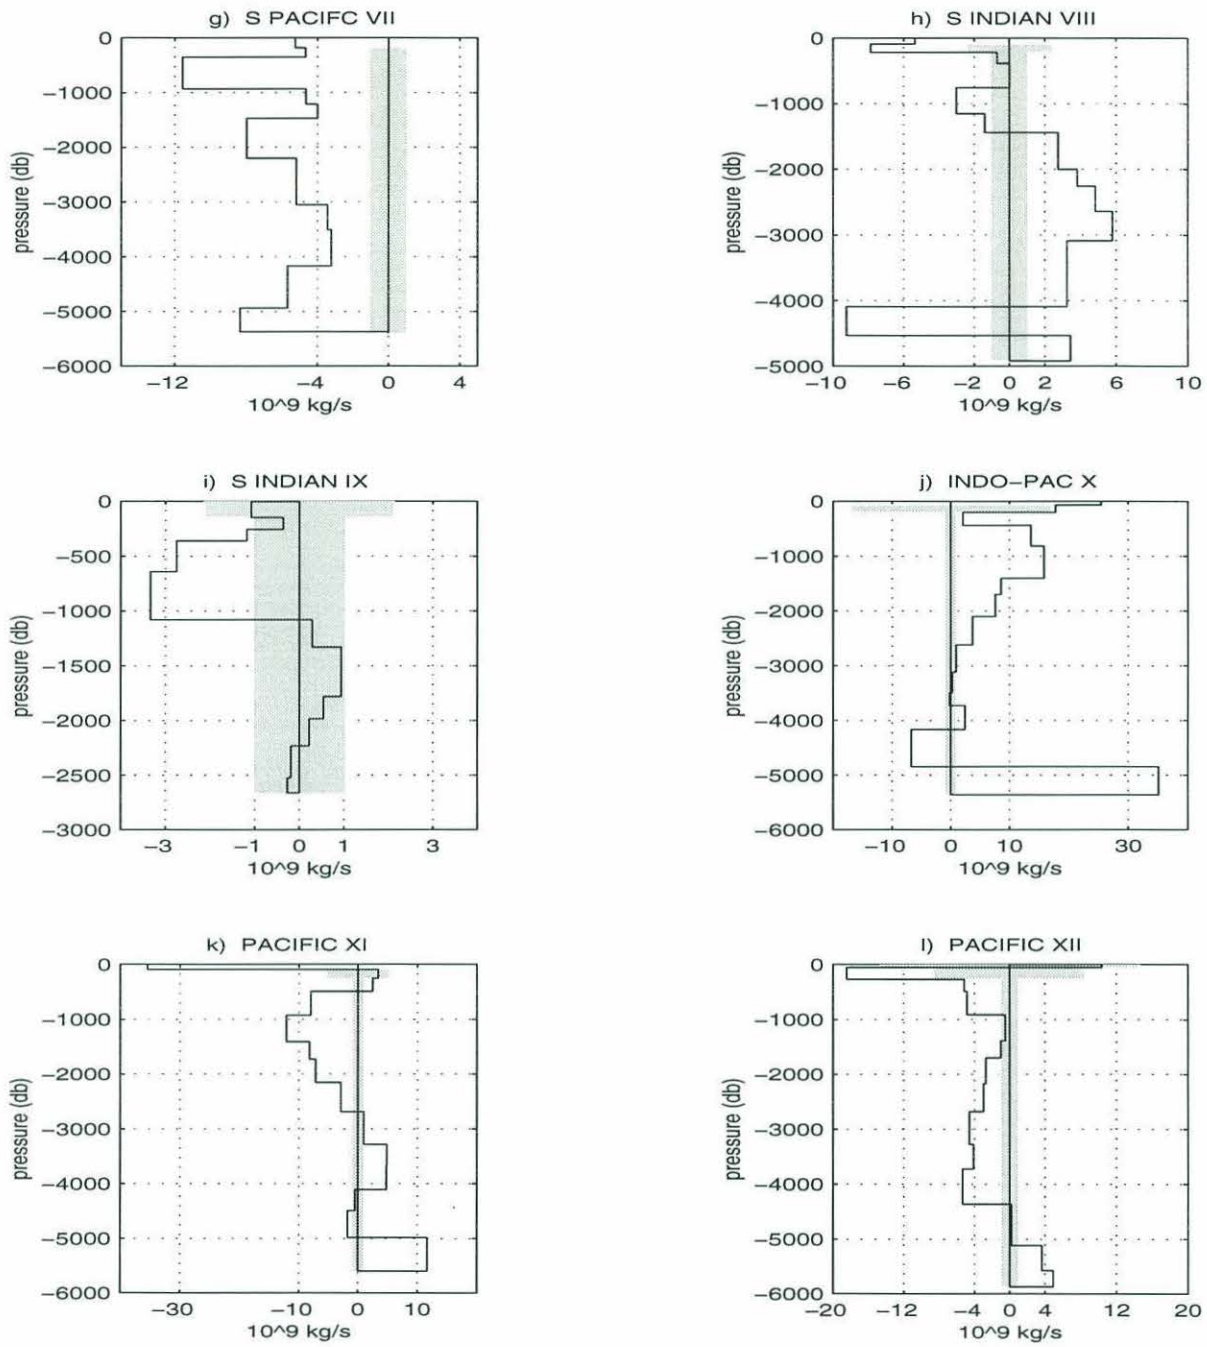 g) S PACIFC VII
0
−1000
−2000
−3000
−4000
−5000
−6000
pressure (db)
−12 −4 0 4
10^9 kg/s
h) S INDIAN VIII
0
−1000
−2000
−3000
−4000
−5000
pressure (db)
−10 −6 −2 0 2 6 10
10^9 kg/s
i) S INDIAN IX
0
−500
−1000
−1500
−2000
−2500
−3000
pressure (db)
−3 −1 0 1 3
10^9 kg/s
j) INDO−PAC X
0
−1000
−2000
−3000
−4000
−5000
−6000
pressure (db)
−10 0 10 30
10^9 kg/s
k) PACIFIC XI
0
−1000
−2000
−3000
−4000
−5000
−6000
pressure (db)
−30 −10 0 10
10^9 kg/s
l) PACIFIC XII
0
−1000
−2000
−3000
−4000
−5000
−6000
pressure (db)
−20 −12 −4 0 4 12 20
10^9 kg/s